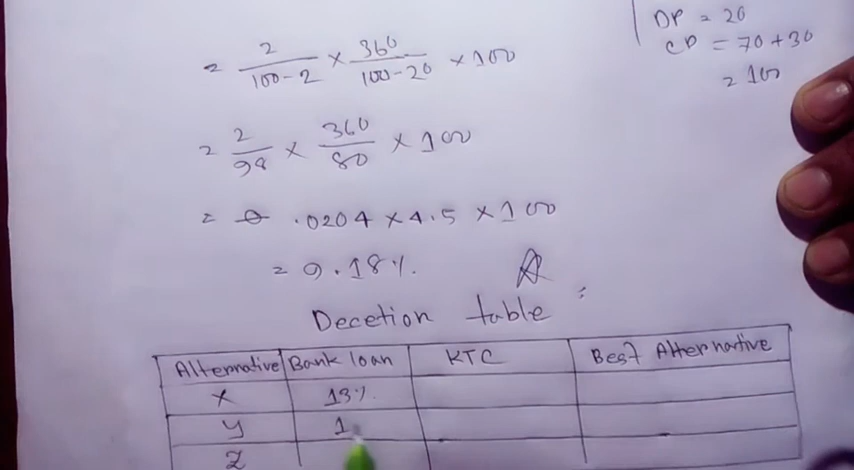 DP = 20
CP = 70 + 30
= 100
= 2 / 100 - 2 × 360 / 100 - 20 × 100
= 2 / 98 × 360 / 80 × 100
= .0204 × 4.5 × 100
= 9.18%.
Decetion table :
Alternative Bank loan KTC Best Alternative
X 13%.
Y 1
Z